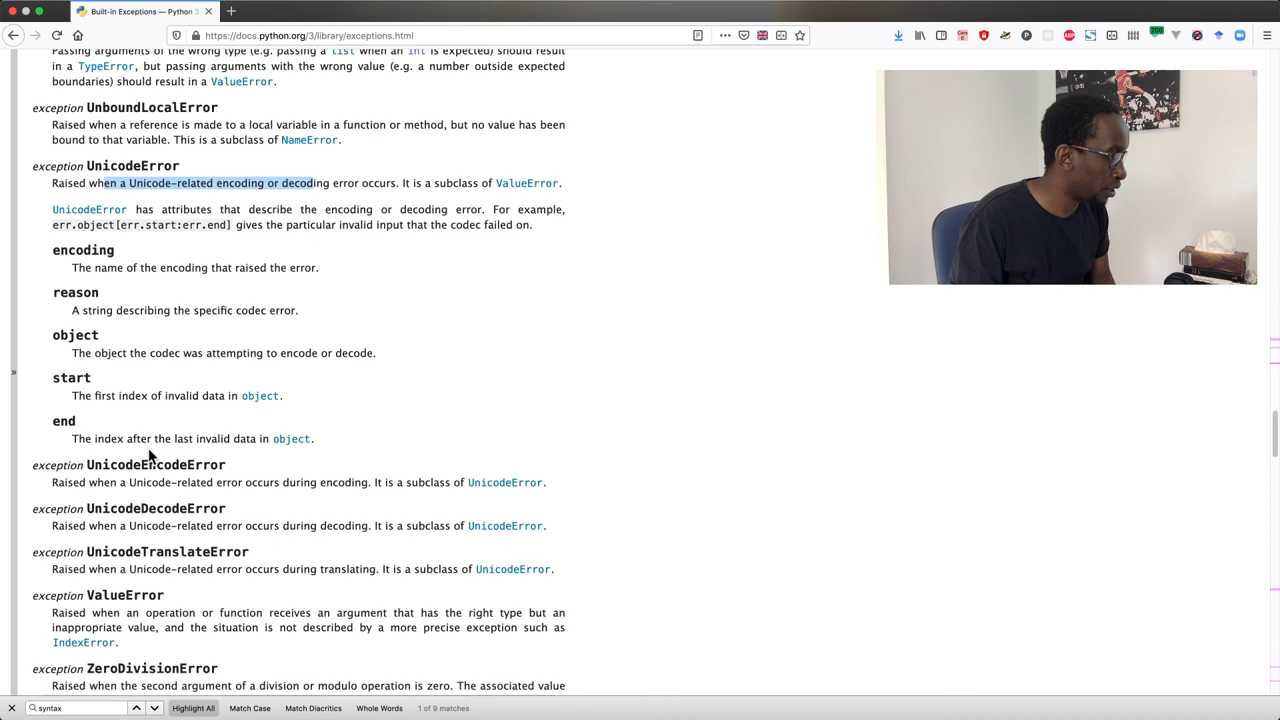 Built-in Exceptions — Python 3
https://docs.python.org/3/library/exceptions.html
200
Passing arguments of the wrong type (e.g. passing a list when an int is expected) should result
in a TypeError, but passing arguments with the wrong value (e.g. a number outside expected
boundaries) should result in a ValueError.
exception UnboundLocalError
Raised when a reference is made to a local variable in a function or method, but no value has been
bound to that variable. This is a subclass of NameError.
exception UnicodeError
Raised when a Unicode-related encoding or decoding error occurs. It is a subclass of ValueError.
UnicodeError has attributes that describe the encoding or decoding error. For example,
err.object[err.start:err.end] gives the particular invalid input that the codec failed on.
encoding
The name of the encoding that raised the error.
reason
A string describing the specific codec error.
object
The object the codec was attempting to encode or decode.
start
The first index of invalid data in object.
end
The index after the last invalid data in object.
exception UnicodeEncodeError
Raised when a Unicode-related error occurs during encoding. It is a subclass of UnicodeError.
exception UnicodeDecodeError
Raised when a Unicode-related error occurs during decoding. It is a subclass of UnicodeError.
exception UnicodeTranslateError
Raised when a Unicode-related error occurs during translating. It is a subclass of UnicodeError.
exception ValueError
Raised when an operation or function receives an argument that has the right type but an
inappropriate value, and the situation is not described by a more precise exception such as
IndexError.
exception ZeroDivisionError
Raised when the second argument of a division or modulo operation is zero. The associated value
syntax
Highlight All
Match Case
Match Diacritics
Whole Words
1 of 9 matches